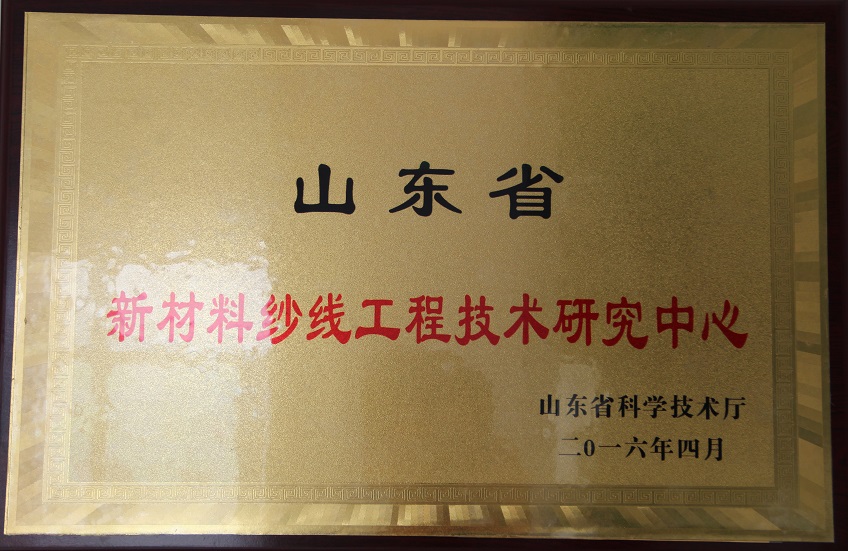 山东省
新材料纱线工程技术研究中心
山东省科学技术厅
二0一六年四月